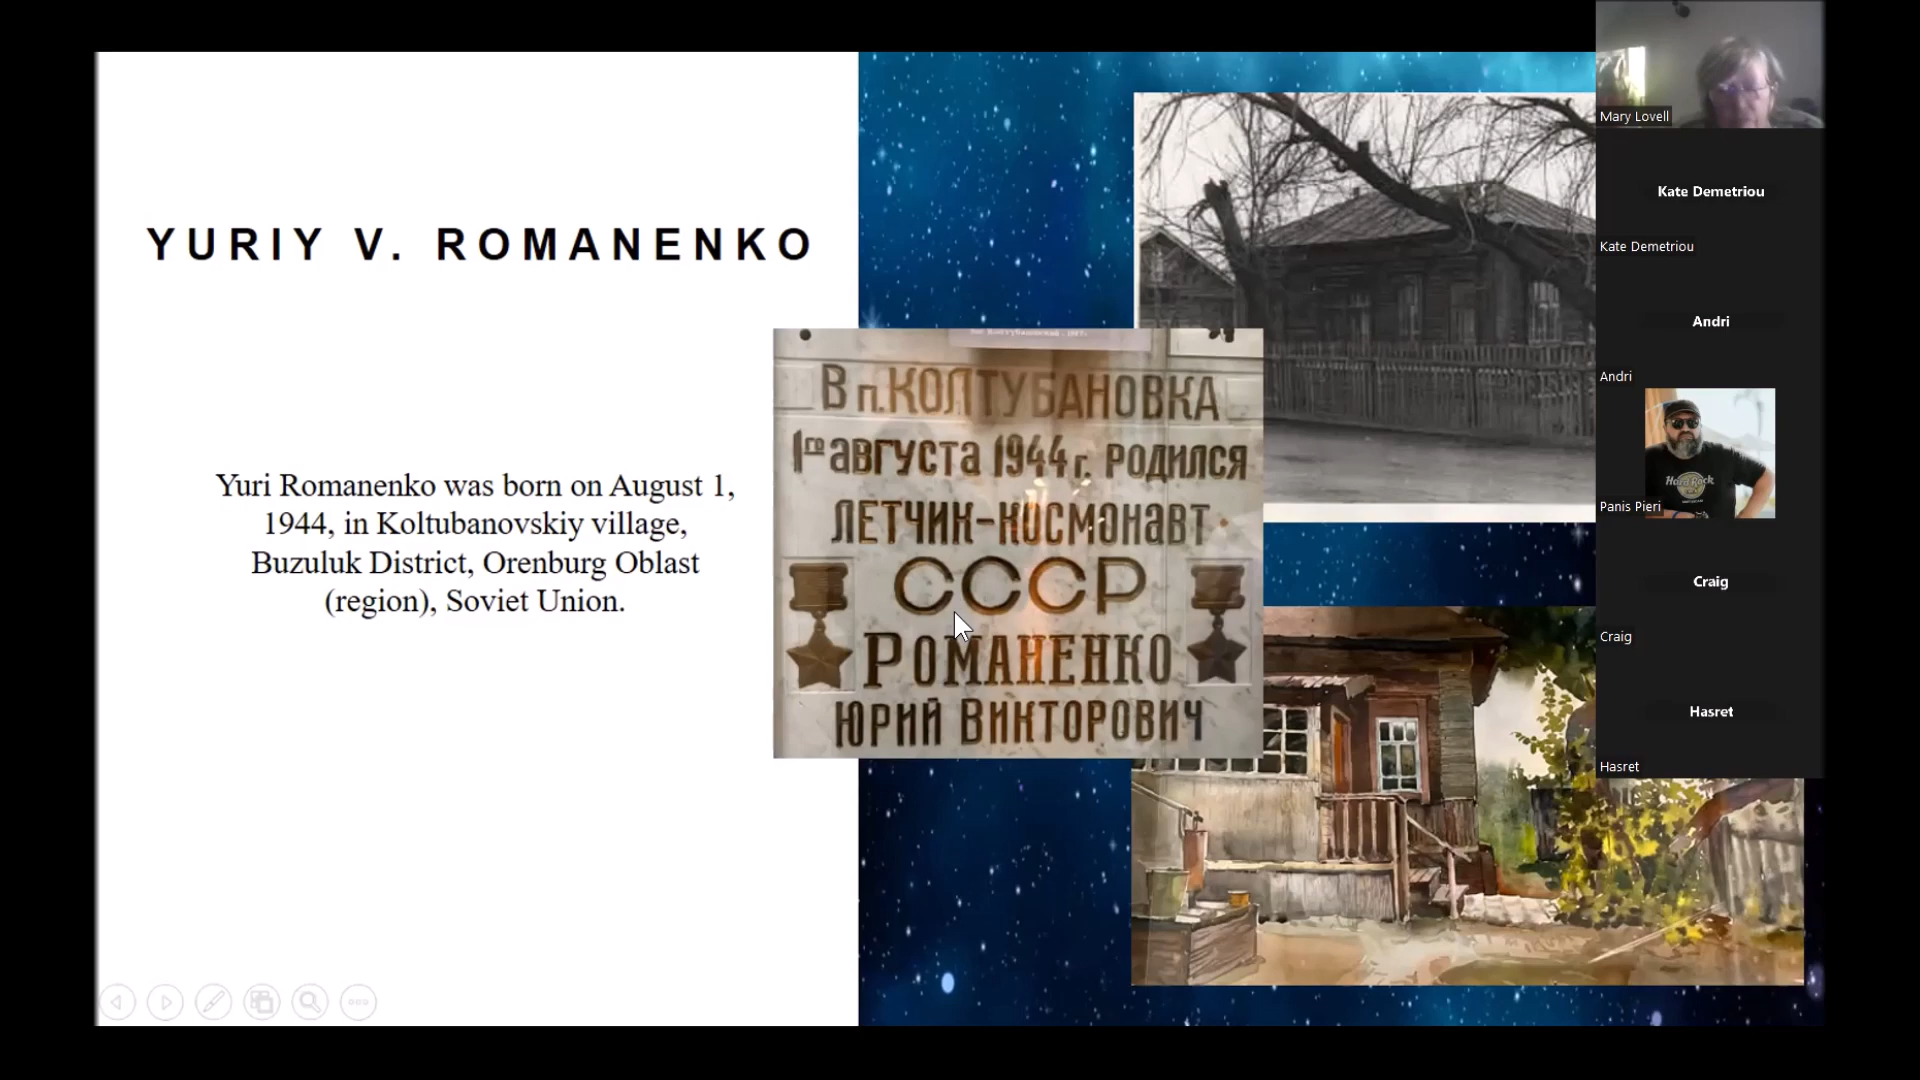 YURIY V. ROMANENKO
Yuri Romanenko was born on August 1,
1944, in Koltubanovskiy village,
Buzuluk District, Orenburg Oblast
(region), Soviet Union.
В п. КОЛТУБАНОВКА
1го августа 1944 г. РОДИЛСЯ
ЛЕТЧИК-КОСМОНАВТ
СССР
РОМАНЕНКО
ЮРИЙ ВИКТОРОВИЧ
Mary Lovell
Kate Demetriou
Kate Demetriou
Andri
Andri
Hard Rock
Panis Pieri
Craig
Craig
Hasret
Hasret